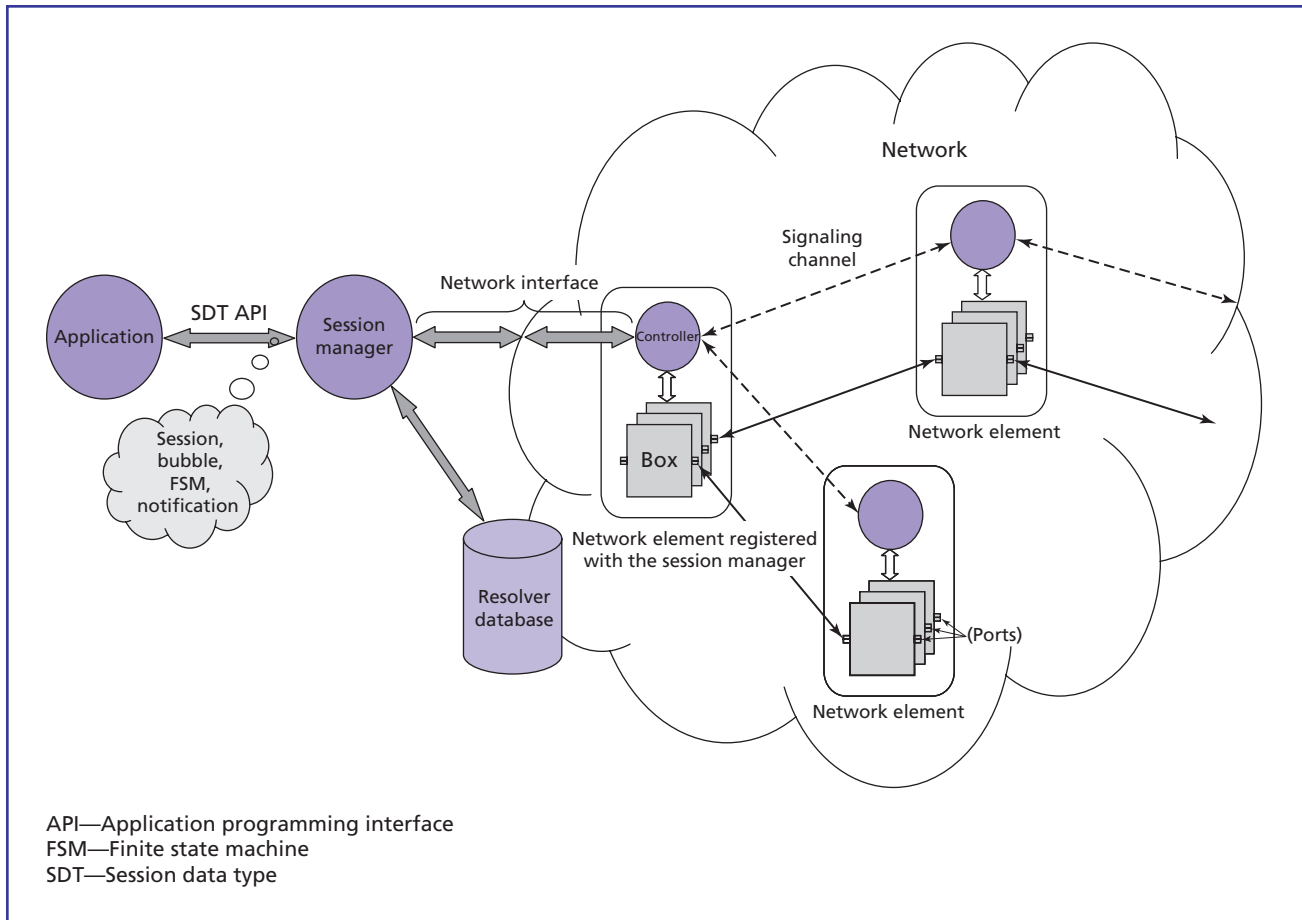 Network
Signaling
channel
Network interface
SDT API
Application
Session
manager
Controller
Session,
bubble,
FSM,
notification
Box
Network element
Network element registered
with the session manager
Resolver
database
(Ports)
Network element
API—Application programming interface
FSM—Finite state machine
SDT—Session data type